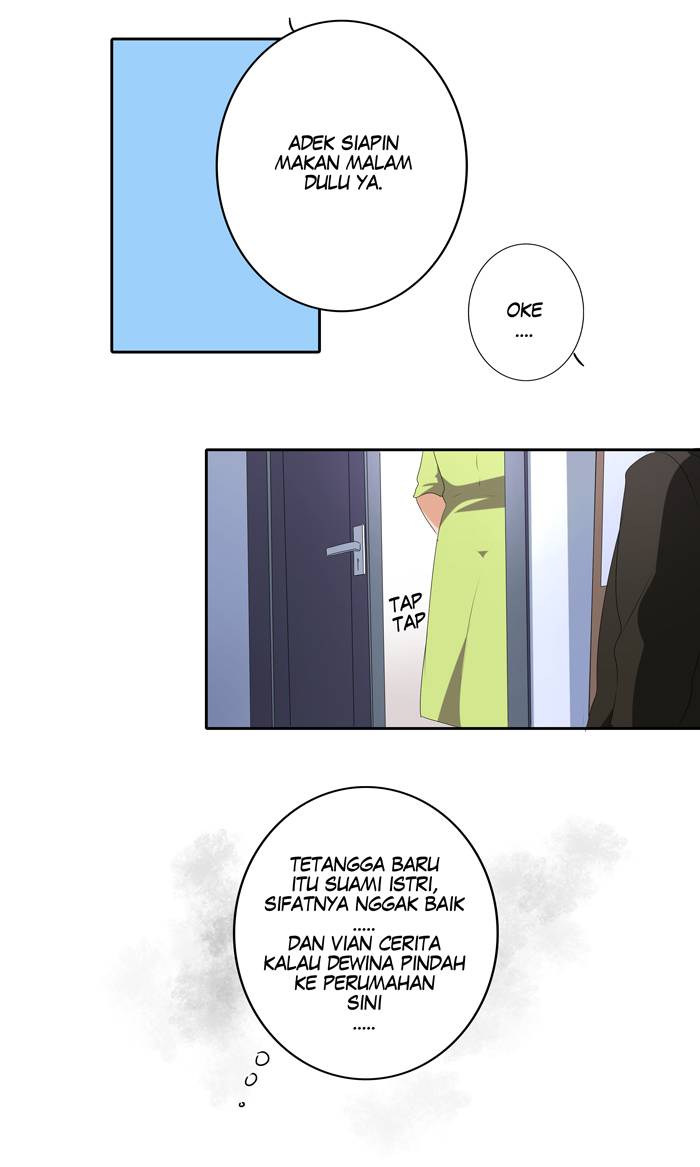 ADEK SIAPIN
MAKAN MALAM
DULU YA.
OKE
....
TAP
TAP
TETANGGA BARU
ITU SUAMI ISTRI,
SIFATNYA NGGAK BAIK
.....
DAN VIAN CERITA
KALAU DEWINA PINDAH
KE PERUMAHAN
SINI
.....